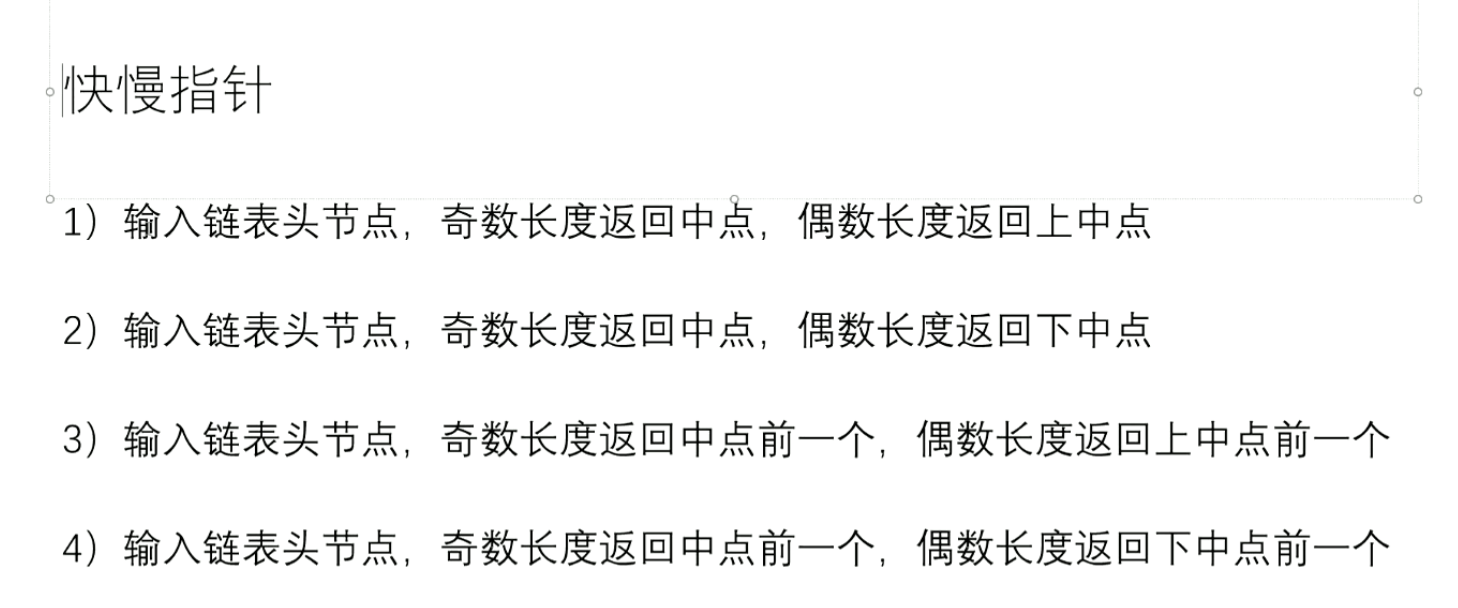 快慢指针
1）输入链表头节点，奇数长度返回中点，偶数长度返回上中点
2）输入链表头节点，奇数长度返回中点，偶数长度返回下中点
3）输入链表头节点，奇数长度返回中点前一个，偶数长度返回上中点前一个
4）输入链表头节点，奇数长度返回中点前一个，偶数长度返回下中点前一个